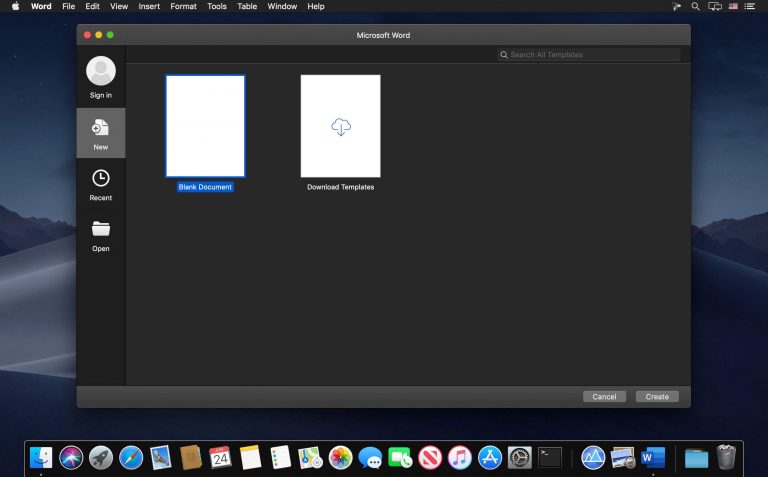 Word File Edit View Insert Format Tools Table Window Help
Microsoft Word
Search All Templates
Sign in
New
Recent
Open
Blank Document
Download Templates
Cancel
Create
24
W